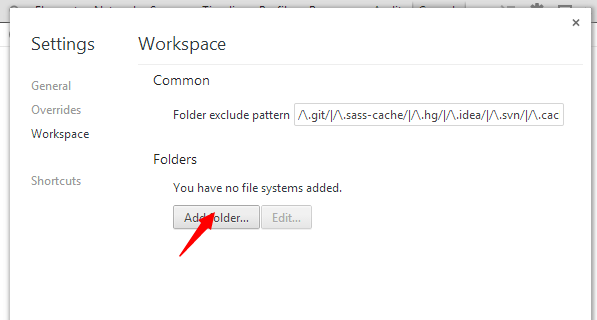 Settings
Workspace
General
Overrides
Workspace
Shortcuts
Common
Folder exclude pattern
/\.git/|/\.sass-cache/|/\.hg/|/\.idea/|/\.svn/|/\.cac
Folders
You have no file systems added.
Add folder...
Edit...